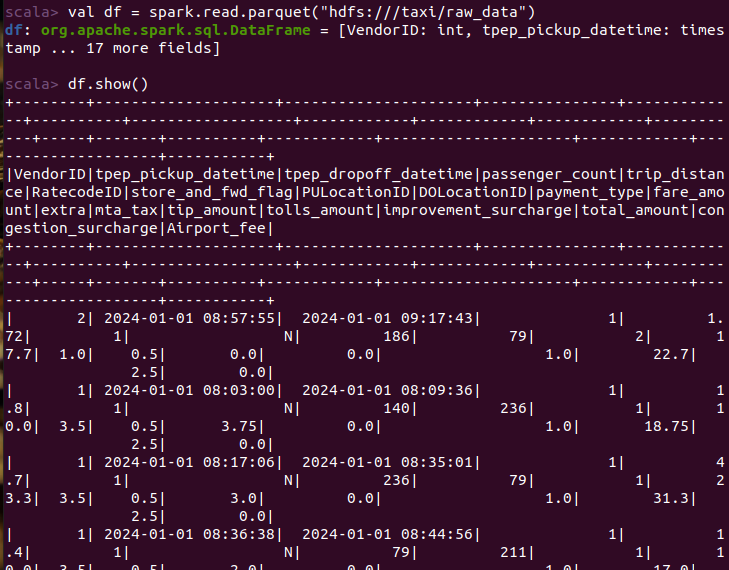 scala> val df = spark.read.parquet("hdfs:///taxi/raw_data")
df: org.apache.spark.sql.DataFrame = [VendorID: int, tpep_pickup_datetime: times
tamp ... 17 more fields]
scala> df.show()
+--------+--------------------+---------------------+---------------+-----------
--+----------+------------------+------------+------------+------------+--------
---+-----+-------+----------+------------+---------------------+------------+---
-----------------+-----------+
|VendorID|tpep_pickup_datetime|tpep_dropoff_datetime|passenger_count|trip_distan
ce|RatecodeID|store_and_fwd_flag|PULocationID|DOLocationID|payment_type|fare_amo
unt|extra|mta_tax|tip_amount|tolls_amount|improvement_surcharge|total_amount|con
gestion_surcharge|Airport_fee|
+--------+--------------------+---------------------+---------------+-----------
--+----------+------------------+------------+------------+------------+--------
---+-----+-------+----------+------------+---------------------+------------+---
-----------------+-----------+
|       2| 2024-01-01 08:57:55|  2024-01-01 09:17:43|              1|         1.
72|         1|                 N|         186|          79|           2|       1
7.7|  1.0|    0.5|       0.0|         0.0|                  1.0|        22.7|
             2.5|        0.0|
|       1| 2024-01-01 08:03:00|  2024-01-01 08:09:36|              1|          1
.8|         1|                 N|         140|         236|           1|       1
0.0|  3.5|    0.5|      3.75|         0.0|                  1.0|       18.75|
             2.5|        0.0|
|       1| 2024-01-01 08:17:06|  2024-01-01 08:35:01|              1|          4
.7|         1|                 N|         236|          79|           1|       2
3.3|  3.5|    0.5|       3.0|         0.0|                  1.0|        31.3|
             2.5|        0.0|
|       1| 2024-01-01 08:36:38|  2024-01-01 08:44:56|              1|          1
.4|         1|                 N|          79|         211|           1|       1
0.0|  3.5|    0.5|       2.0|         0.0|                  1.0|        17.0|